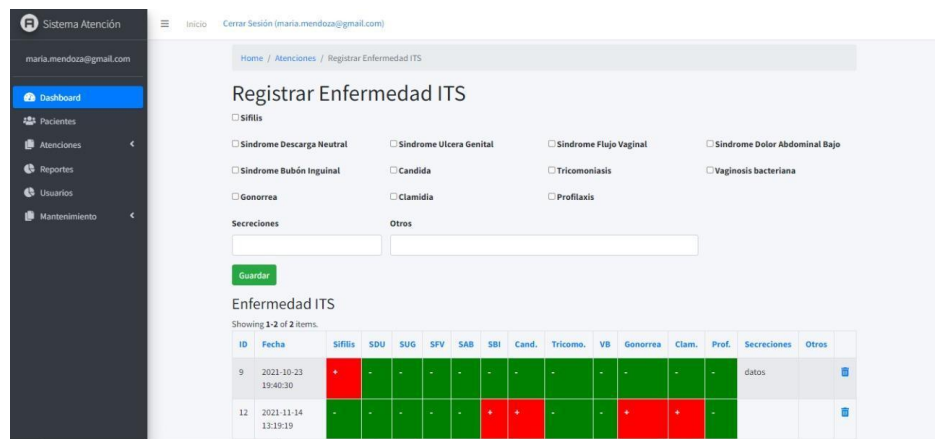 Sistema Atención
Inicio
Cerrar Sesión (maria.mendoza@gmail.com)
maria.mendoza@gmail.com
Dashboard
Pacientes
Atenciones
Reportes
Usuarios
Mantenimiento
Home / Atenciones / Registrar Enfermedad ITS
Registrar Enfermedad ITS
Sifilis
Sindrome Descarga Neutral Sindrome Ulcera Genital Sindrome Flujo Vaginal Sindrome Dolor Abdominal Bajo
Sindrome Bubón Inguinal Candida Tricomoniasis Vaginosis bacteriana
Gonorrea Clamidia Profilaxis
Secreciones Otros
Guardar
Enfermedad ITS
Showing 1-2 of 2 items.
ID Fecha Sifilis SDU SUG SFV SAB SBI Cand. Tricomo. VB Gonorrea Clam. Prof. Secreciones Otros
9 2021-10-23 + - - - - - - - - - - - datos
19:40:30
12 2021-11-14 - - - - - + + - - + + -
13:19:19